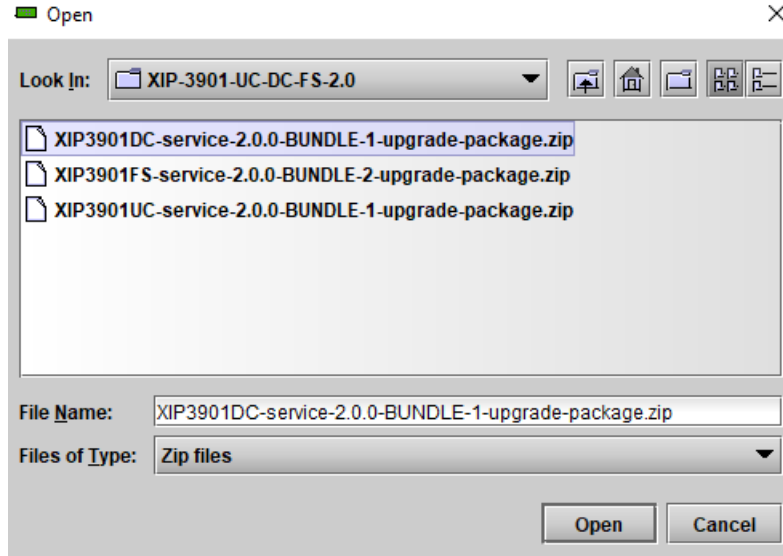 Open
Look In: XIP-3901-UC-DC-FS-2.0
XIP3901DC-service-2.0.0-BUNDLE-1-upgrade-package.zip
XIP3901FS-service-2.0.0-BUNDLE-2-upgrade-package.zip
XIP3901UC-service-2.0.0-BUNDLE-1-upgrade-package.zip
File Name: XIP3901DC-service-2.0.0-BUNDLE-1-upgrade-package.zip
Files of Type: Zip files
Open Cancel